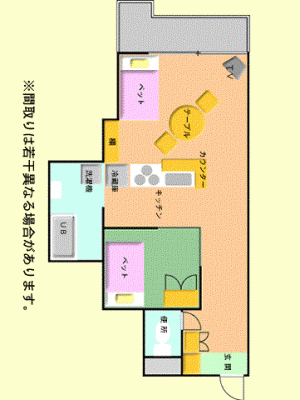 TV
ベット
テーブル
棚
カウンター
洗濯機
冷蔵庫
キッチン
UB
ベット
便所
玄関
※間取りは若干異なる場合があります。